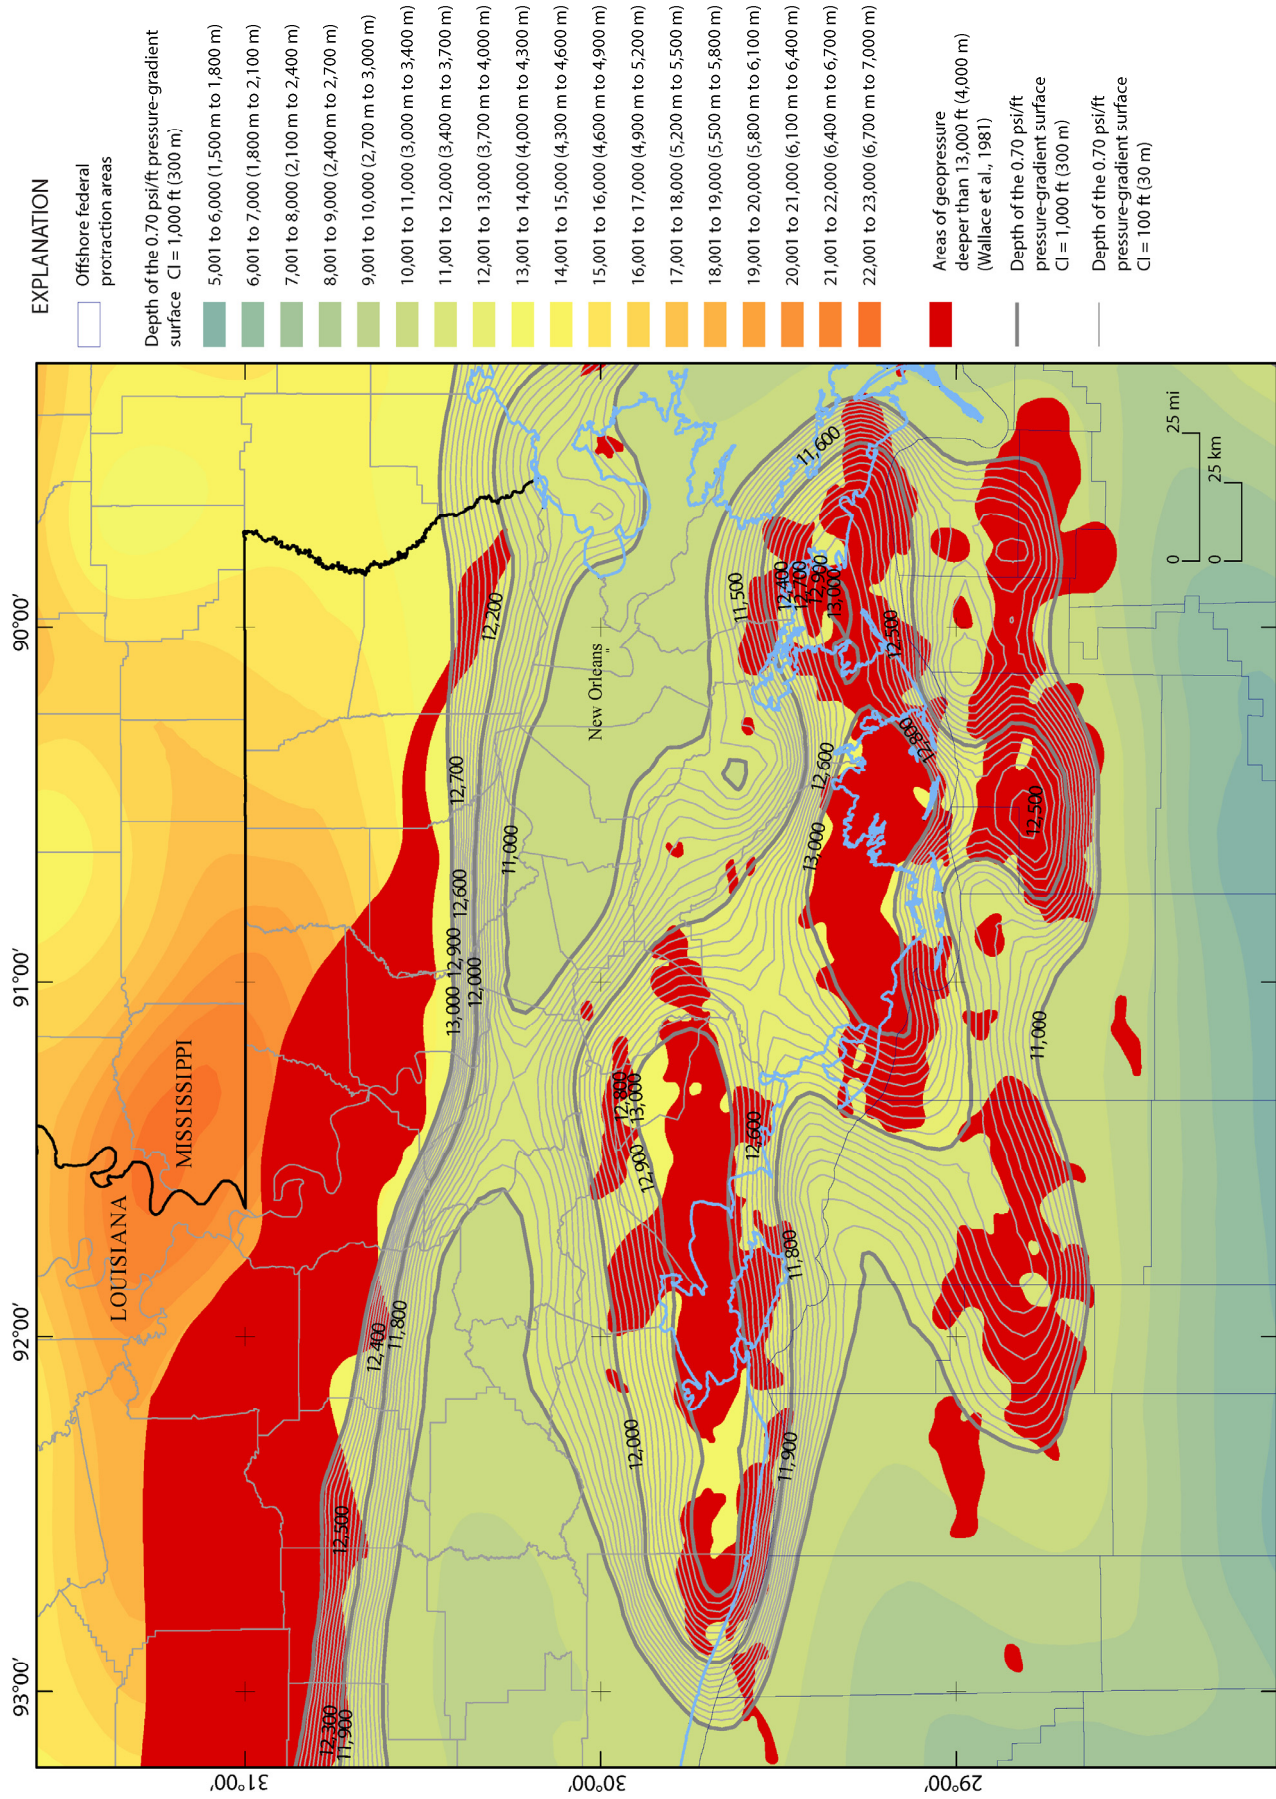 EXPLANATION
Offshore federal
protraction areas
Depth of the 0.70 psi/ft pressure-gradient
surface CI = 1,000 ft (300 m)
5,001 to 6,000 (1,500 m to 1,800 m)
6,001 to 7,000 (1,800 m to 2,100 m)
7,001 to 8,000 (2,100 m to 2,400 m)
8,001 to 9,000 (2,400 m to 2,700 m)
9,001 to 10,000 (2,700 m to 3,000 m)
10,001 to 11,000 (3,000 m to 3,400 m)
11,001 to 12,000 (3,400 m to 3,700 m)
12,001 to 13,000 (3,700 m to 4,000 m)
13,001 to 14,000 (4,000 m to 4,300 m)
14,001 to 15,000 (4,300 m to 4,600 m)
15,001 to 16,000 (4,600 m to 4,900 m)
16,001 to 17,000 (4,900 m to 5,200 m)
17,001 to 18,000 (5,200 m to 5,500 m)
18,001 to 19,000 (5,500 m to 5,800 m)
19,001 to 20,000 (5,800 m to 6,100 m)
20,001 to 21,000 (6,100 m to 6,400 m)
21,001 to 22,000 (6,400 m to 6,700 m)
22,001 to 23,000 (6,700 m to 7,000 m)
Areas of geopressure
deeper than 13,000 ft (4,000 m)
(Wallace et al., 1981)
Depth of the 0.70 psi/ft
pressure-gradient surface
CI = 1,000 ft (300 m)
Depth of the 0.70 psi/ft
pressure-gradient surface
CI = 100 ft (30 m)
93°00'
92°00'
91°00'
90°00'
31°00'
30°00'
29°00'
LOUISIANA
MISSISSIPPI
New Orleans
12,300
11,900
12,500
12,400
11,800
13,000
12,900
12,000
12,600
12,700
11,000
12,200
12,000
12,900
12,800
13,000
12,600
11,800
11,900
13,000
12,600
12,800
11,500
12,400
12,700
12,900
13,000
12,500
11,600
12,500
11,000
0
25 mi
0
25 km